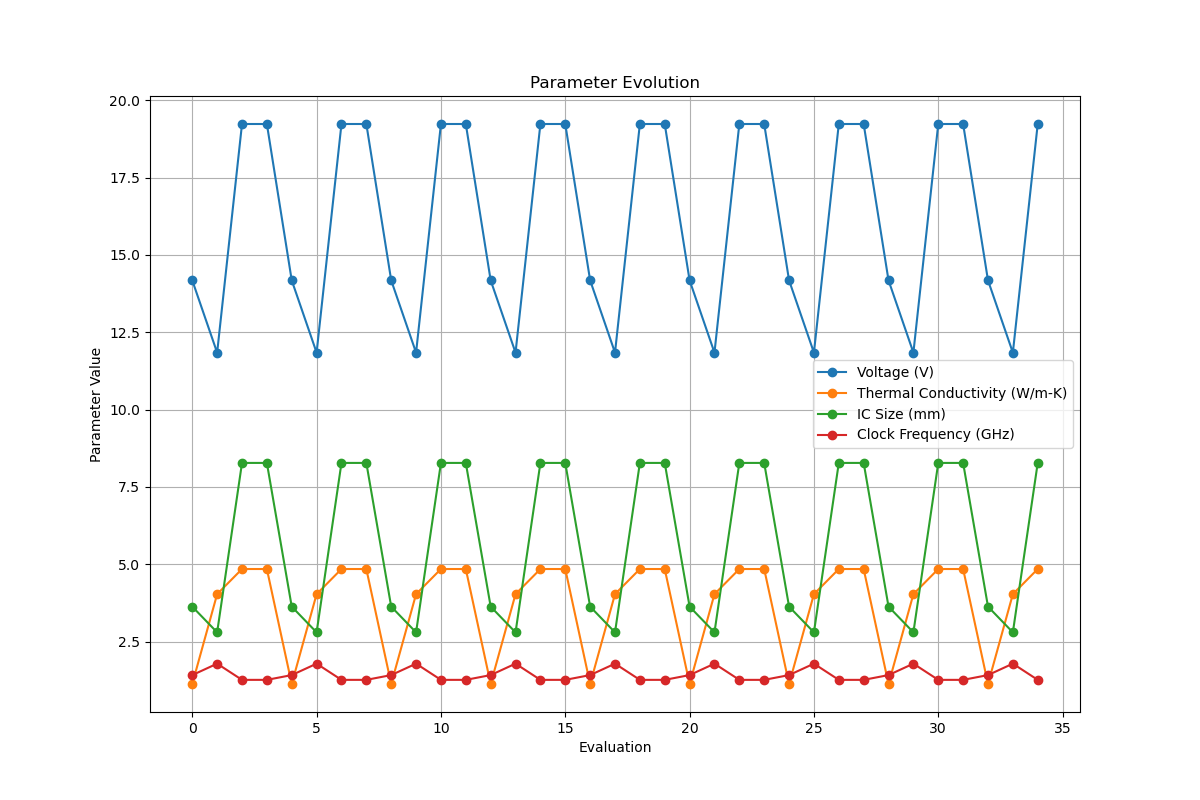 Parameter Evolution
Parameter Value
20.0
17.5
15.0
12.5
10.0
7.5
5.0
2.5
Voltage (V)
Thermal Conductivity (W/m-K)
IC Size (mm)
Clock Frequency (GHz)
0 5 10 15 20 25 30 35
Evaluation